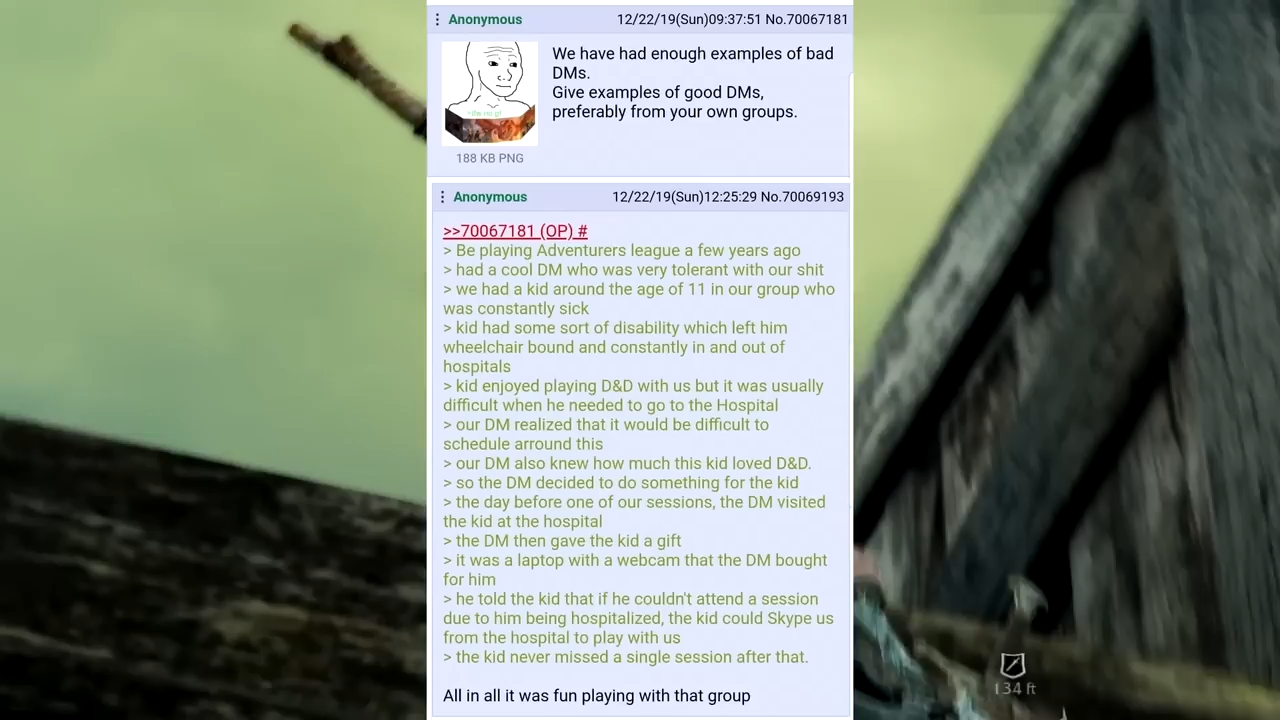 Anonymous 12/22/19(Sun)09:37:51 No.70067181
We have had enough examples of bad
DMs.
Give examples of good DMs,
preferably from your own groups.
188 KB PNG
Anonymous 12/22/19(Sun)12:25:29 No.70069193
>>70067181 (OP) #
> Be playing Adventurers league a few years ago
> had a cool DM who was very tolerant with our shit
> we had a kid around the age of 11 in our group who
was constantly sick
> kid had some sort of disability which left him
wheelchair bound and constantly in and out of
hospitals
> kid enjoyed playing D&D with us but it was usually
difficult when he needed to go to the Hospital
> our DM realized that it would be difficult to
schedule arround this
> our DM also knew how much this kid loved D&D.
> so the DM decided to do something for the kid
> the day before one of our sessions, the DM visited
the kid at the hospital
> the DM then gave the kid a gift
> it was a laptop with a webcam that the DM bought
for him
> he told the kid that if he couldn't attend a session
due to him being hospitalized, the kid could Skype us
from the hospital to play with us
> the kid never missed a single session after that.
All in all it was fun playing with that group
134 ft